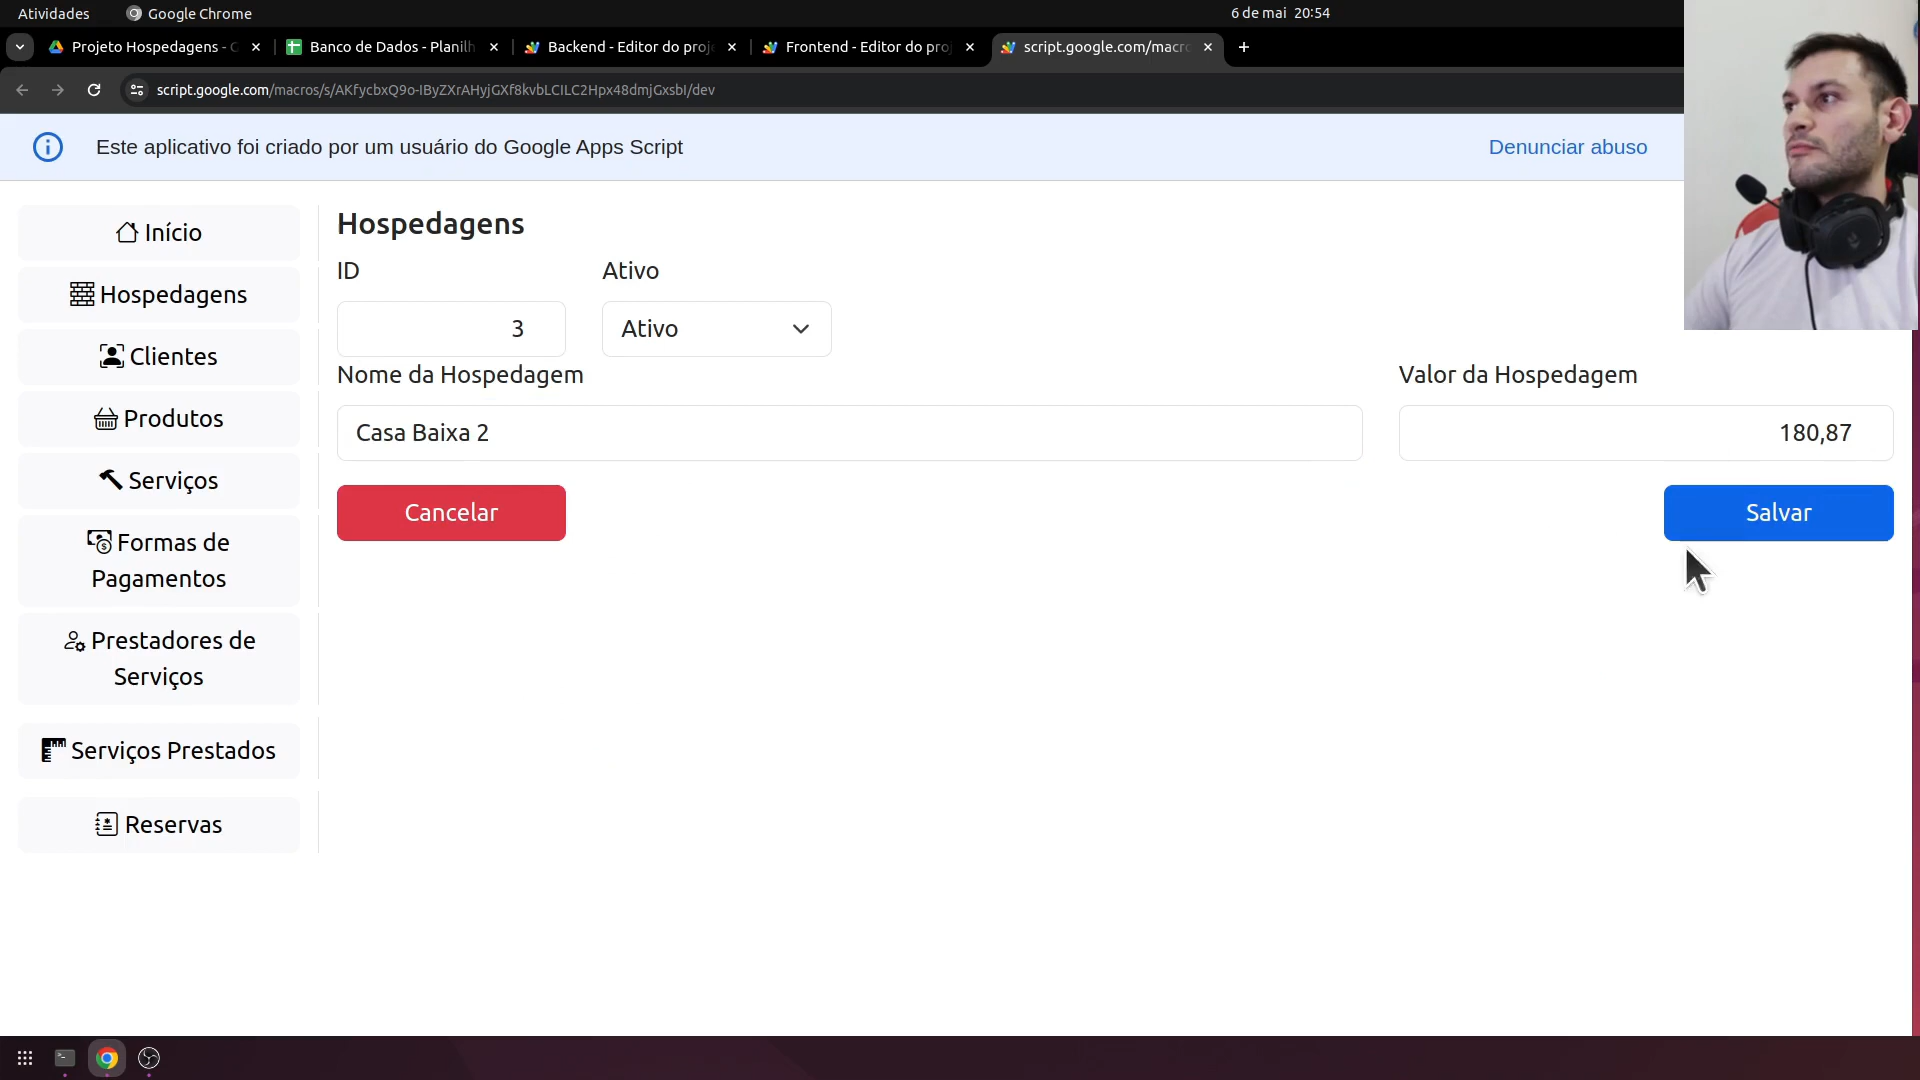 Atividades
Google Chrome
6 de mai 20:54
Projeto Hospedagens -
Banco de Dados - Planilh
Backend - Editor do proj
Frontend - Editor do proj
script.google.com/macro
script.google.com/macros/s/AKfycbxQ9o-IByZXrAHyjGXf8kvbLCILC2Hpx48dmjGxsbI/dev
Este aplicativo foi criado por um usuário do Google Apps Script
Denunciar abuso
Início
Hospedagens
Clientes
Produtos
Serviços
Formas de
Pagamentos
Prestadores de
Serviços
Serviços Prestados
Reservas
Hospedagens
ID
Ativo
3
Ativo
Nome da Hospedagem
Valor da Hospedagem
Casa Baixa 2
180,87
Cancelar
Salvar